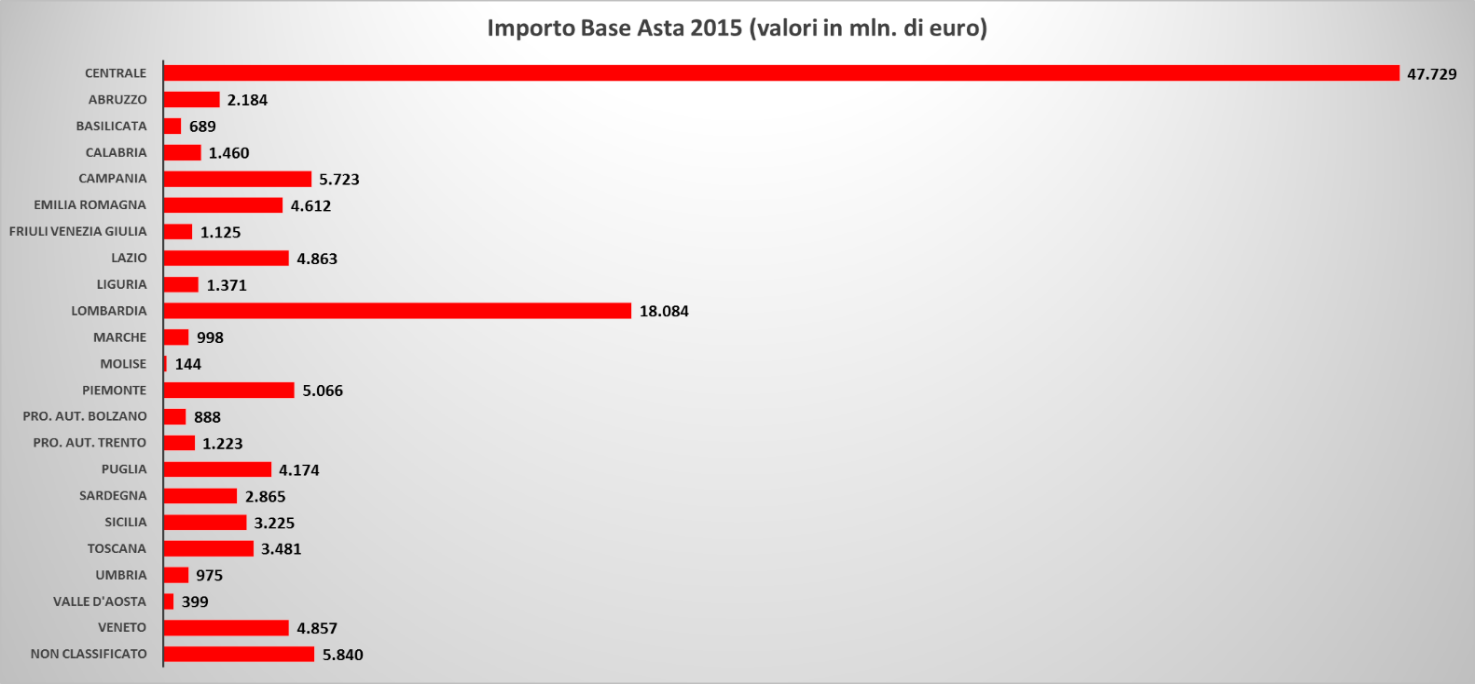 Importo Base Asta 2015 (valori in mln. di euro)
CENTRALE 47.729
ABRUZZO 2.184
BASILICATA 689
CALABRIA 1.460
CAMPANIA 5.723
EMILIA ROMAGNA 4.612
FRIULI VENEZIA GIULIA 1.125
LAZIO 4.863
LIGURIA 1.371
LOMBARDIA 18.084
MARCHE 998
MOLISE 144
PIEMONTE 5.066
PRO. AUT. BOLZANO 888
PRO. AUT. TRENTO 1.223
PUGLIA 4.174
SARDEGNA 2.865
SICILIA 3.225
TOSCANA 3.481
UMBRIA 975
VALLE D'AOSTA 399
VENETO 4.857
NON CLASSIFICATO 5.840